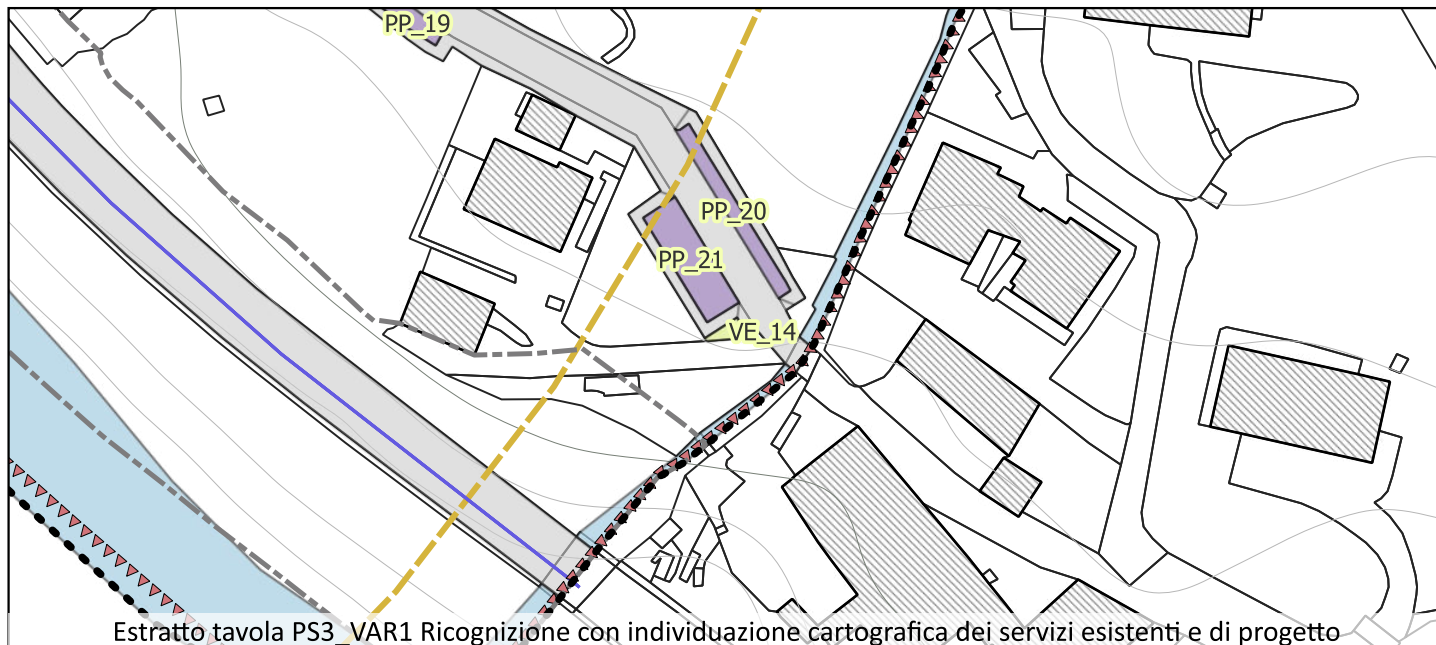 PP_19
PP_20
PP_21
VE_14
Estratto tavola PS3_VAR1 Ricognizione con individuazione cartografica dei servizi esistenti e di progetto